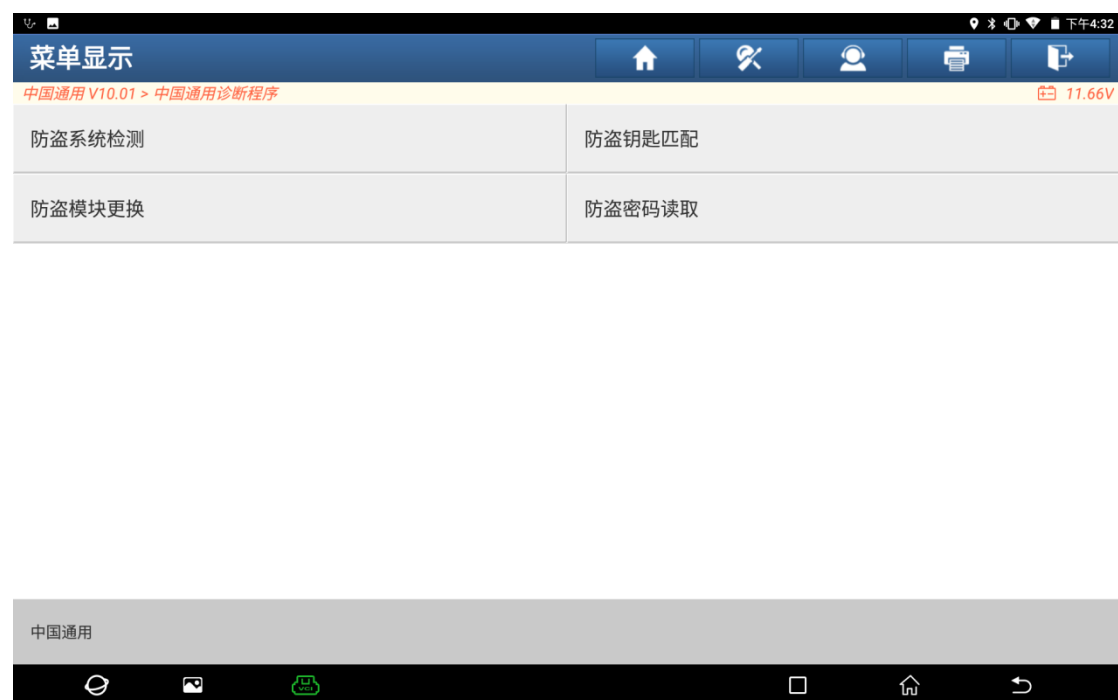 下午4:32
菜单显示
中国通用 V10.01 > 中国通用诊断程序 11.66V
防盗系统检测 防盗钥匙匹配
防盗模块更换 防盗密码读取
中国通用
VCI